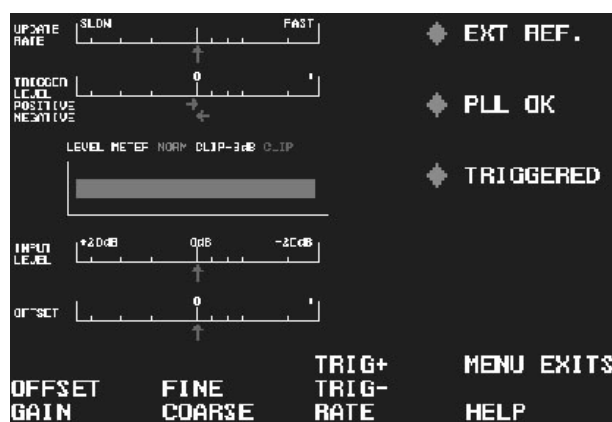 UPDATE
RATE
SLOW FAST
EXT REF.
TRIGGER
LEVEL
POSITIVE
NEGATIVE
0
PLL OK
LEVEL METER NORM CLIP-3dB CLIP
TRIGGERED
INPUT
LEVEL
+20dB 0dB -20dB
OFFSET
0
OFFSET
GAIN
FINE
COARSE
TRIG+
TRIG-
RATE
MENU EXITS
HELP